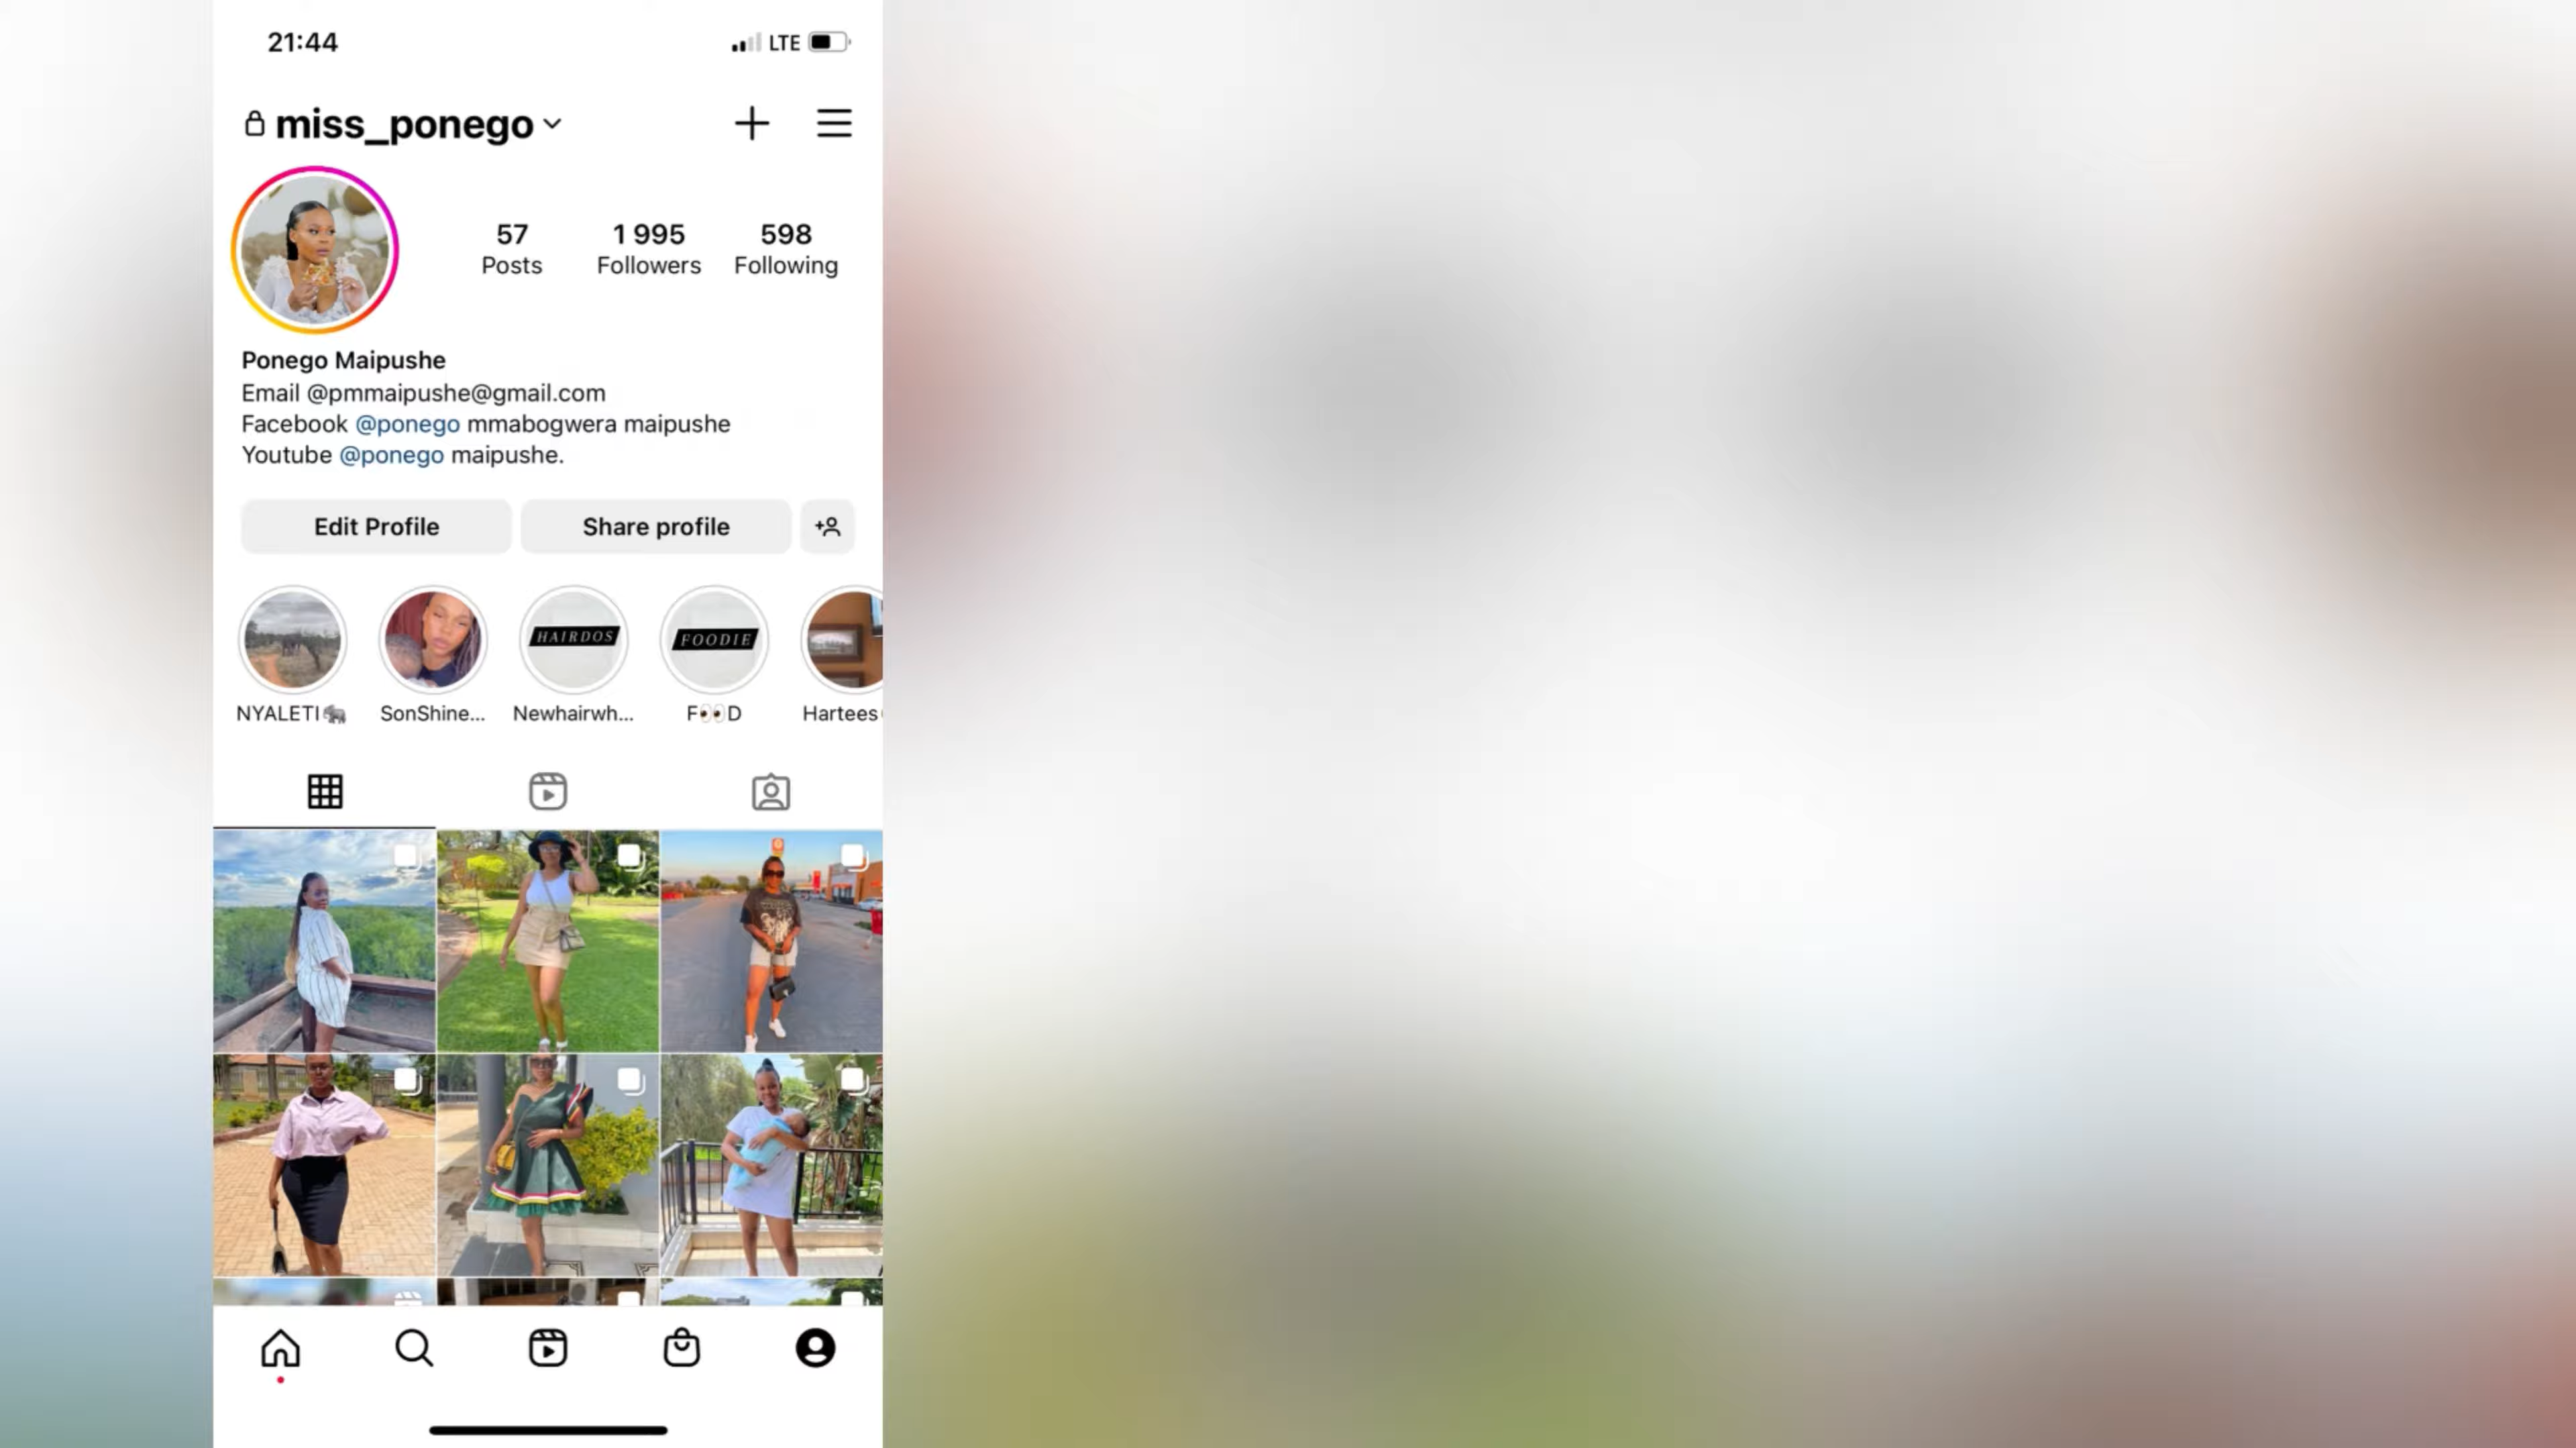 21:44
LTE
miss_ponego
57
Posts
1 995
Followers
598
Following
Ponego Maipushe
Email @pmmaipushe@gmail.com
Facebook @ponego mmabogwera maipushe
Youtube @ponego maipushe.
Edit Profile
Share profile
HAIRDOS
FOODIE
NYALETI🐘
SonShine...
Newhairwh...
F👀D
Hartees